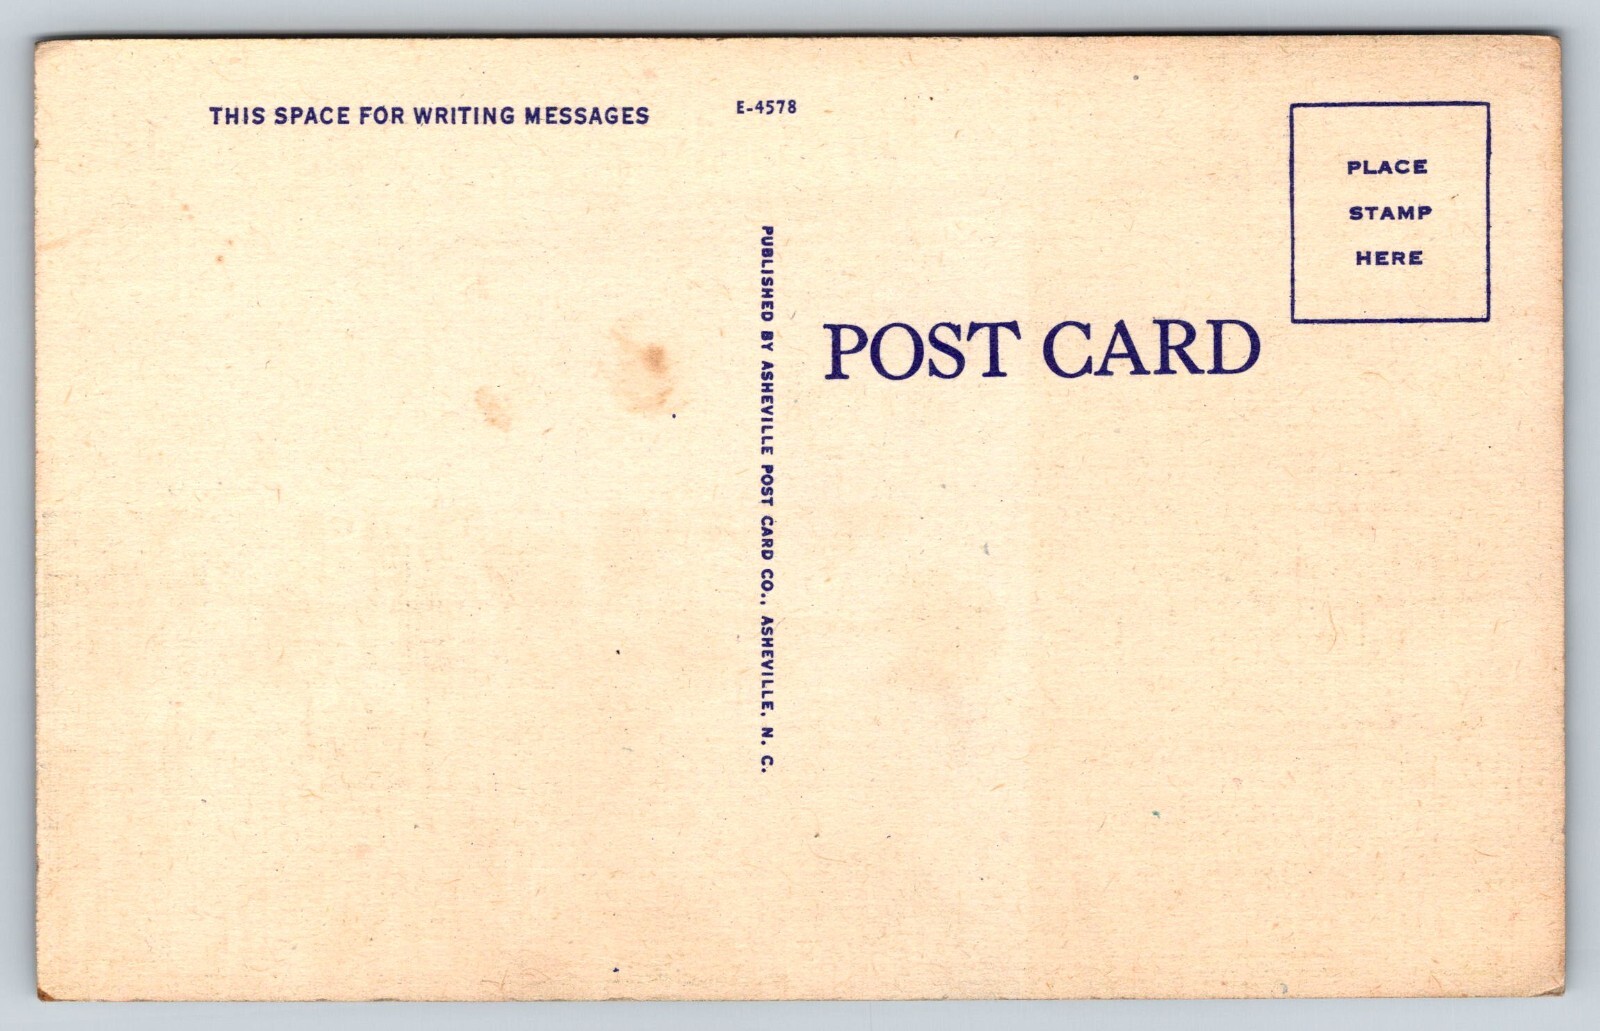 THIS SPACE FOR WRITING MESSAGES
E-4578
PLACE
STAMP
HERE
POST CARD
PUBLISHED BY ASHEVILLE POST CARD CO., ASHEVILLE, N. C.